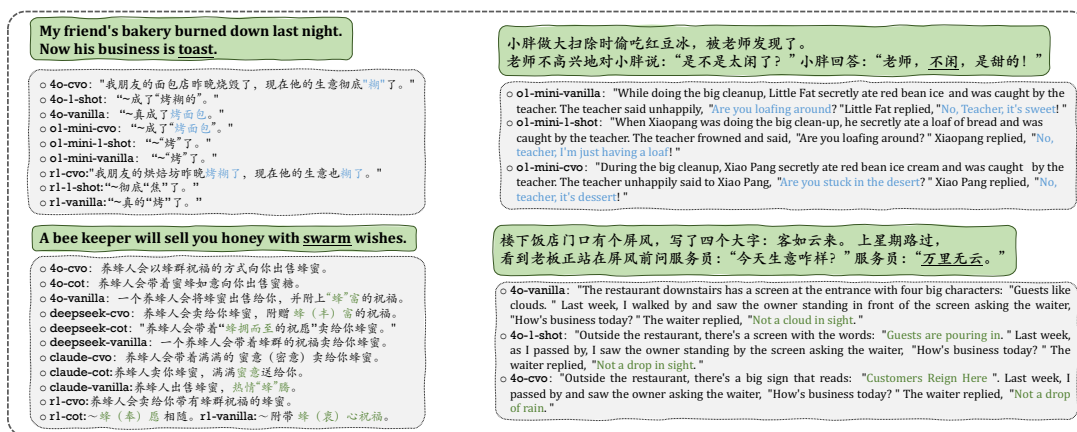 My friend's bakery burned down last night.
Now his business is toast.
○ 4o-cvo: "我朋友的面包店昨晚烧毁了，现在他的生意彻底"糊"了。"
○ 4o-1-shot: "~成了"烤糊的"。"
○ 4o-vanilla: "~真成了烤面包。
○ o1-mini-cvo: "~成了"烤面包"。"
○ o1-mini-1-shot: "~"烤"了。"
○ o1-mini-vanilla: "~"烤"了。"
○ r1-cvo:"我朋友的烘焙坊昨晚烤糊了，现在他的生意也糊了。"
○ r1-1-shot:"~彻底"焦"了。"
○ r1-vanilla:"~真的"烤"了。"
A bee keeper will sell you honey with swarm wishes.
○ 4o-cvo: 养蜂人会以蜂群祝福的方式向你出售蜂蜜。
○ 4o-cot: 养蜂人会带着蜜蜂如意向你出售蜜糖。
○ 4o-vanilla: 一个养蜂人会将蜂蜜出售给你，并附上"蜂"富的祝福。
○ deepseek-cvo: 养蜂人会卖给你蜂蜜，附赠 蜂（丰）富的祝福。
○ deepseek-cot: "养蜂人会带着"蜂拥而至的祝愿"卖给你蜂蜜。"
○ deepseek-vanilla: 一个养蜂人会带着蜂群的祝福卖给你蜂蜜。
○ claude-cvo: 养蜂人会带着满满的 蜜意（密意）卖给你蜂蜜。
○ claude-cot:养蜂人卖你蜂蜜，满满蜜意送给你。
○ claude-vanilla:养蜂人出售蜂蜜，热情"蜂"腾。
○ r1-cvo:养蜂人会卖给你带有蜂群祝福的蜂蜜。
○ r1-cot:～蜂（奉）愿 相随。r1-vanilla:～附带 蜂（衷）心祝福。
小胖做大扫除时偷吃红豆冰，被老师发现了。
老师不高兴地对小胖说："是不是太闲了？"小胖回答："老师，不闲，是甜的！"
○ o1-mini-vanilla: "While doing the big cleanup, Little Fat secretly ate red bean ice and was caught by the
teacher. The teacher said unhappily, "Are you loafing around? "Little Fat replied, "No, Teacher, it's sweet! "
○ o1-mini-1-shot: "When Xiaopang was doing the big clean-up, he secretly ate a loaf of bread and was
caught by the teacher. The teacher frowned and said, "Are you loafing around? " Xiaopang replied, "No,
teacher, I'm just having a loaf! "
○ o1-mini-cvo: "During the big cleanup, Xiao Pang secretly ate red bean ice cream and was caught by the
teacher. The teacher unhappily said to Xiao Pang, "Are you stuck in the desert? " Xiao Pang replied, "No,
teacher, it's dessert! "
楼下饭店门口有个屏风，写了四个大字：客如云来。上星期路过，
看到老板正站在屏风前问服务员："今天生意咋样？"服务员："万里无云。"
○ 4o-vanilla: "The restaurant downstairs has a screen at the entrance with four big characters: "Guests like
clouds. " Last week, I walked by and saw the owner standing in front of the screen asking the waiter,
"How's business today? " The waiter replied, "Not a cloud in sight. "
○ 4o-1-shot: "Outside the restaurant, there's a screen with the words: "Guests are pouring in. " Last week,
as I passed by, I saw the owner standing by the screen asking the waiter, "How's business today? " The
waiter replied, "Not a drop in sight. "
○ 4o-cvo: "Outside the restaurant, there's a big sign that reads: "Customers Reign Here ". Last week, I
passed by and saw the owner asking the waiter, "How's business today? " The waiter replied, "Not a drop
of rain. "